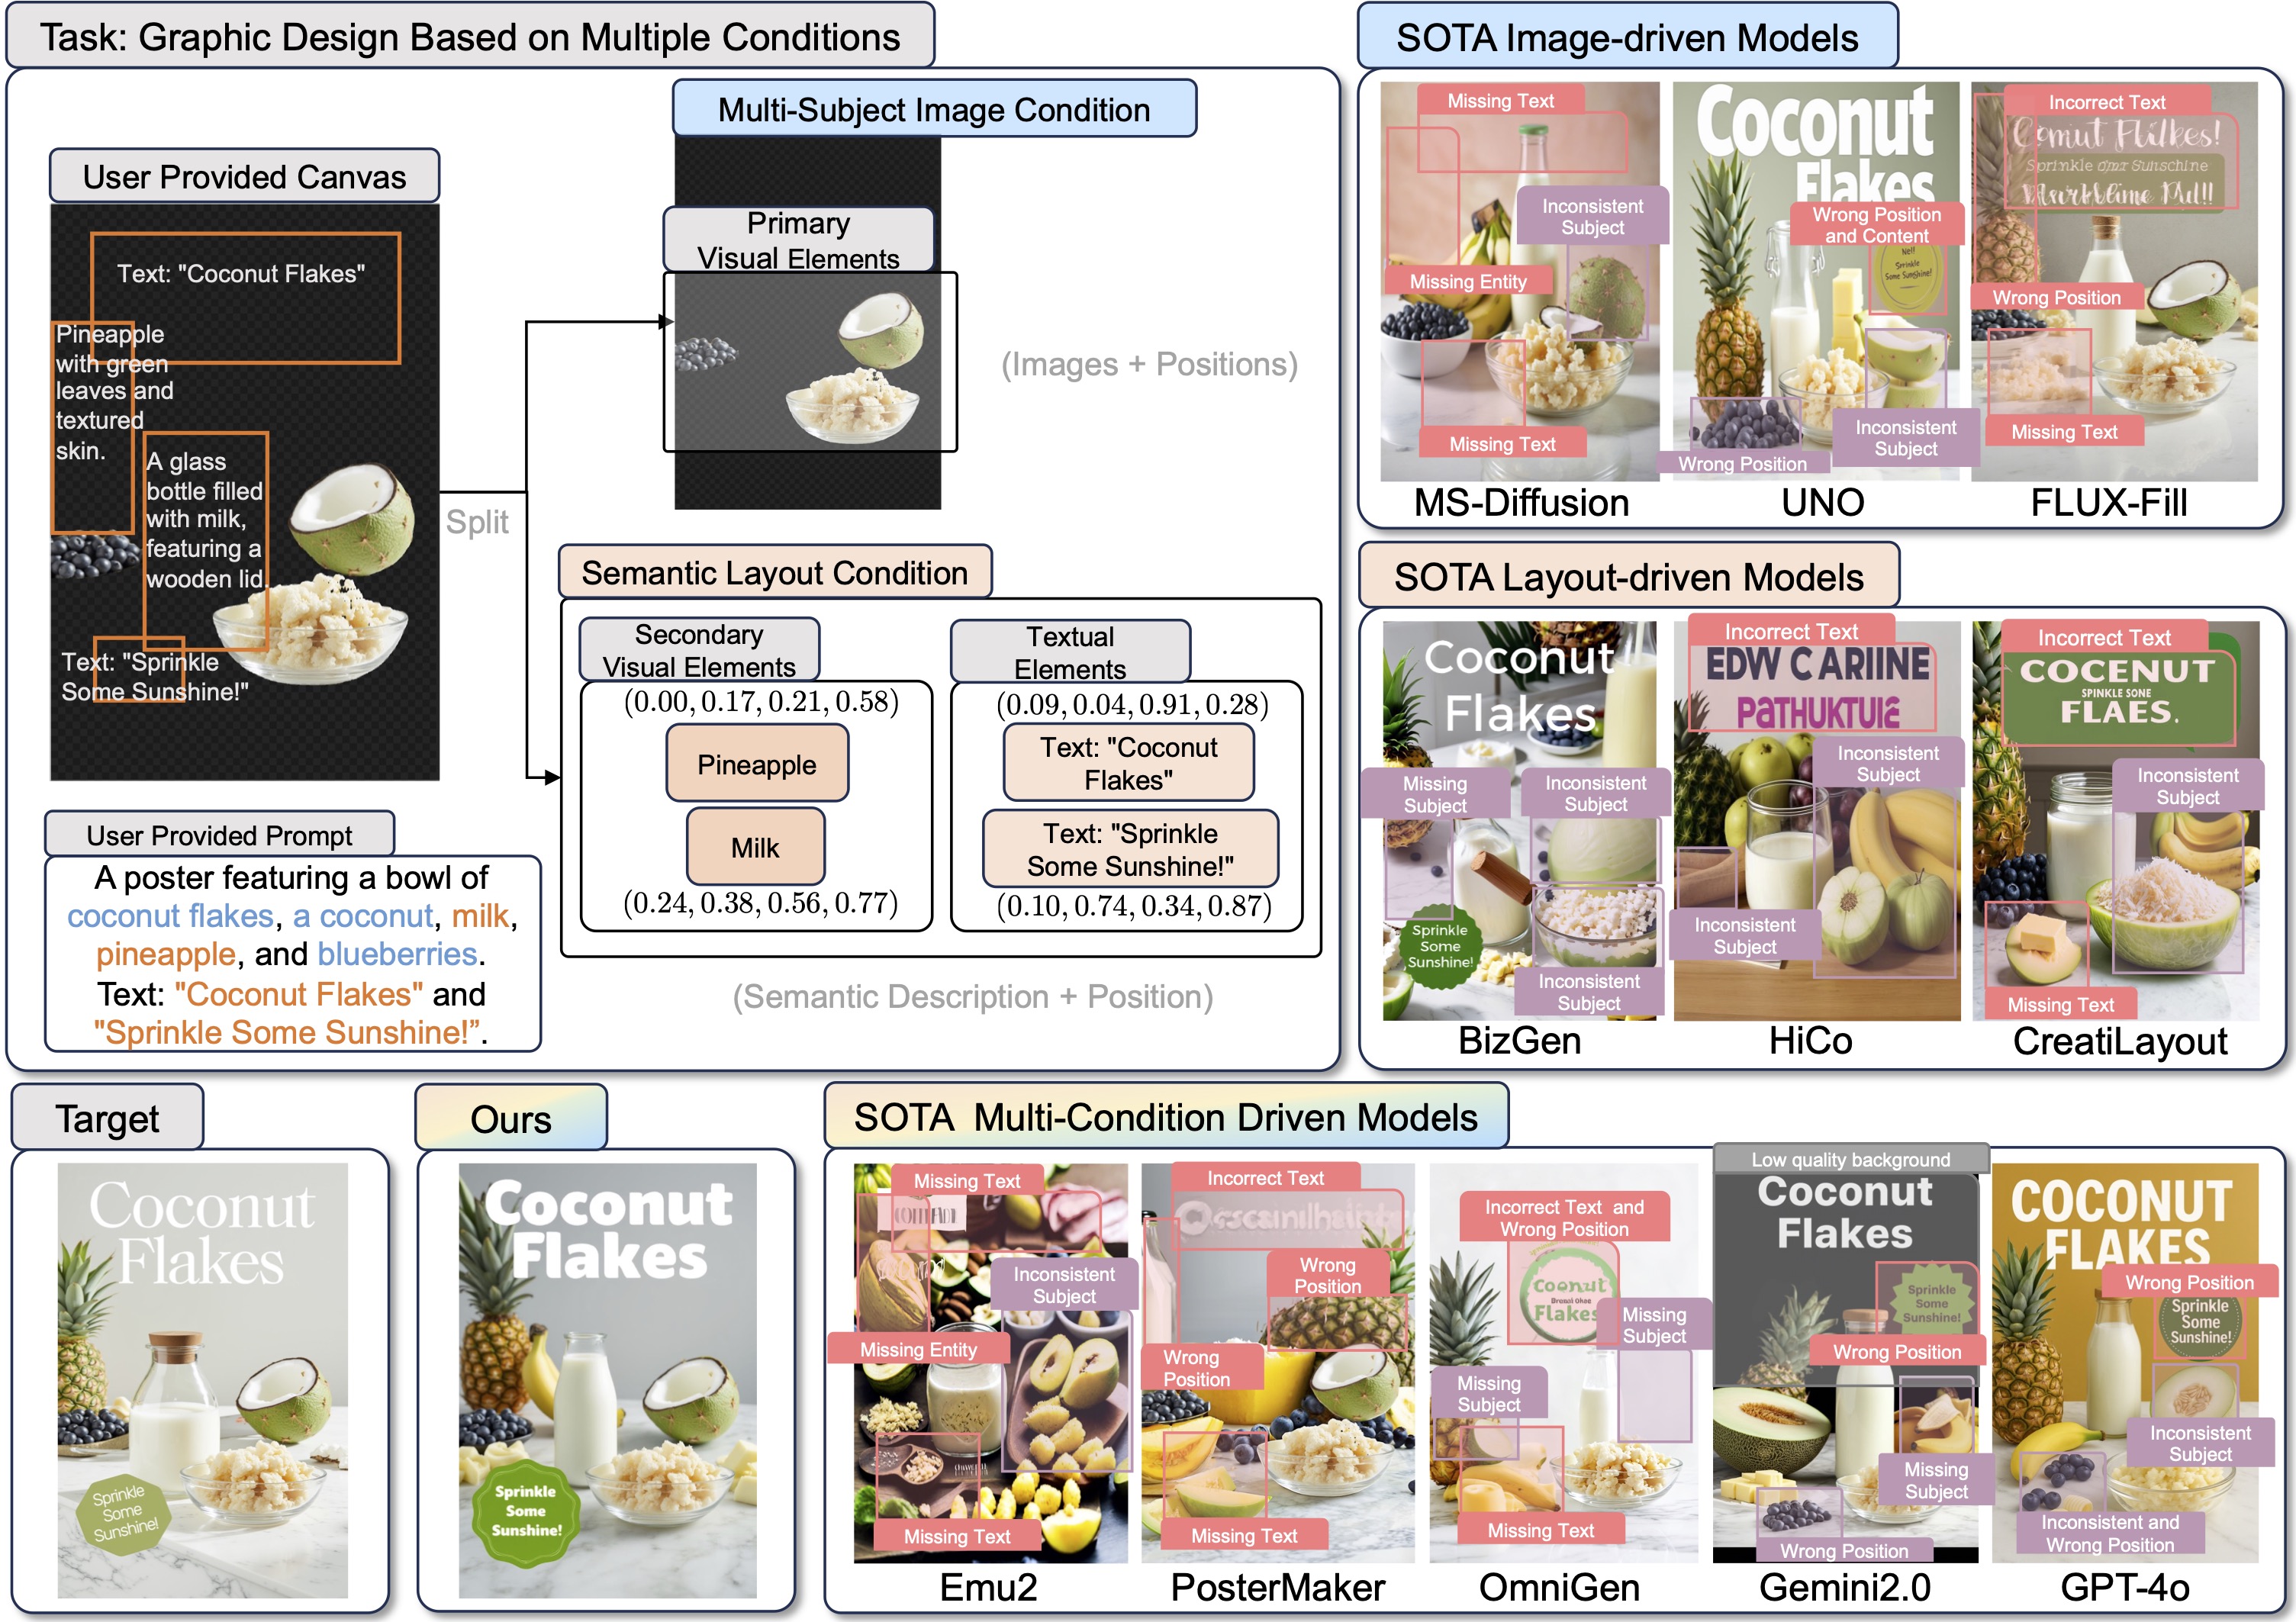 Task: Graphic Design Based on Multiple Conditions
User Provided Canvas
Text: "Coconut Flakes"
Pineapple
with green
leaves and
textured
skin.
A glass
bottle filled
with milk,
featuring a
wooden lid.
Text: "Sprinkle
Some Sunshine!"
Split
User Provided Prompt
A poster featuring a bowl of
coconut flakes, a coconut, milk,
pineapple, and blueberries.
Text: "Coconut Flakes" and
"Sprinkle Some Sunshine!”.
Multi-Subject Image Condition
Primary
Visual Elements
(Images + Positions)
Semantic Layout Condition
Secondary
Visual Elements
(0.00, 0.17, 0.21, 0.58)
Pineapple
Milk
(0.24, 0.38, 0.56, 0.77)
Textual
Elements
(0.09, 0.04, 0.91, 0.28)
Text: "Coconut
Flakes"
Text: "Sprinkle
Some Sunshine!"
(0.10, 0.74, 0.34, 0.87)
(Semantic Description + Position)
SOTA Image-driven Models
Missing Text
Inconsistent
Subject
Missing Entity
Missing Text
MS-Diffusion
Coconut
Flakes
Wrong Position
and Content
Sprinkle
Some Sunshine!
Inconsistent
Subject
Wrong Position
UNO
Incorrect Text
Comut Flilkes!
Wrong Position
Missing Text
FLUX-Fill
SOTA Layout-driven Models
Coconut
Flakes
Missing
Subject
Inconsistent
Subject
Sprinkle
Some
Sunshine!
Inconsistent
Subject
BizGen
Incorrect Text
EDW C ARIINE
PATHUKTUIS
Inconsistent
Subject
Inconsistent
Subject
HiCo
Incorrect Text
COCENUT
SPINKLE SONE
FLAES.
Inconsistent
Subject
Missing Text
CreatiLayout
Target
Coconut
Flakes
Sprinkle
Some
Sunshine!
Ours
Coconut
Flakes
Sprinkle
Some
Sunshine!
SOTA Multi-Condition Driven Models
Missing Text
Inconsistent
Subject
Missing Entity
Missing Text
Emu2
Incorrect Text
Wrong
Position
Wrong
Position
Missing Text
PosterMaker
Incorrect Text and
Wrong Position
Coonut
Flakes
Missing
Subject
Missing
Subject
Missing Text
OmniGen
Low quality background
Coconut
Flakes
Sprinkle
Some
Sunshine!
Wrong Position
Missing
Subject
Wrong Position
Gemini2.0
COCONUT
FLAKES
Wrong Position
Sprinkle
Some
Sunshine!
Inconsistent
Subject
Inconsistent and
Wrong Position
GPT-4o